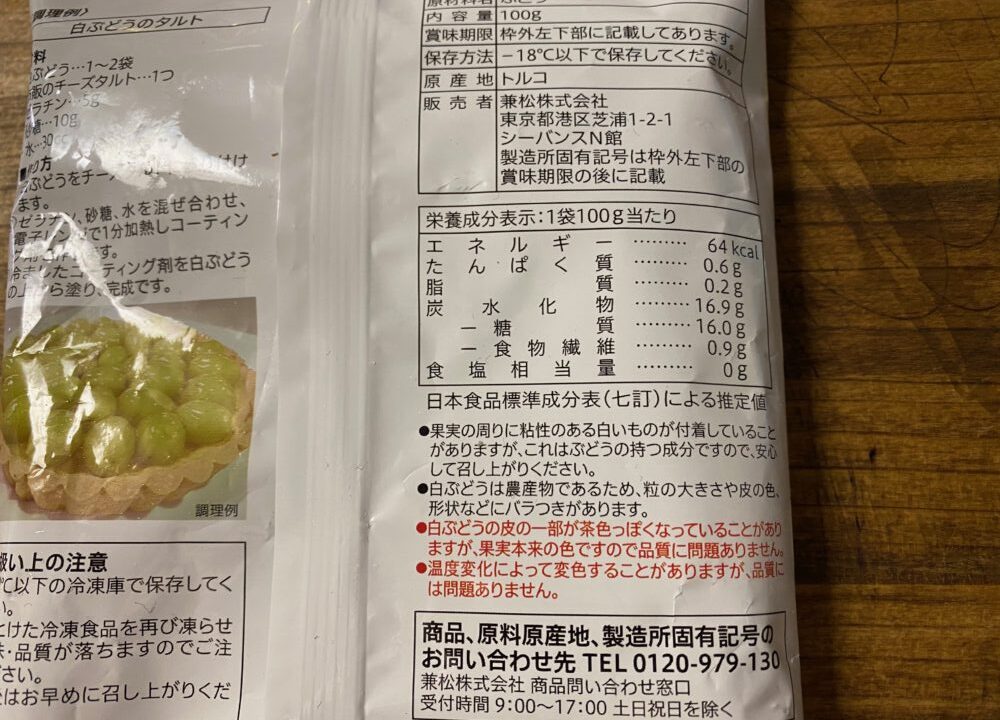 調理例〉
白ぶどうのタルト
料
ぶどう…1〜2袋
市販のチーズタルト…1つ
ラチン…5g
砂糖…10g
水…30
作り方
ぶどうをチー
けます。
ゼラチン、砂糖、水を混ぜ合わせ、
電子レンジで1分加熱しコーティン
す。
冷ましたコーティング剤を白ぶどう
の上から塗り、完成です。
調理例
扱い上の注意
℃以下の冷凍庫で保存してく
い。
とけた冷凍食品を再び凍らせ
味・品質が落ちますのでご注
ださい。
後はお早めに召し上がりくだ
原材料名 ぶどう
内容量 100g
賞味期限 枠外左下部に記載してあります。
保存方法 −18℃以下で保存してください。
原産地 トルコ
販売者 兼松株式会社
東京都港区芝浦1-2-1
シーバンスN館
製造所固有記号は枠外左下部の
賞味期限の後に記載
栄養成分表示：1袋100g当たり
エネルギー ……… 64kcal
たんぱく質 ……… 0.6g
脂質 ……… 0.2g
炭水化物 ……… 16.9g
−糖質 ……… 16.0g
−食物繊維 ……… 0.9g
食塩相当量 ……… 0g
日本食品標準成分表（七訂）による推定値
●果実の周りに粘性のある白いものが付着していること
がありますが、これはぶどうの持つ成分ですので、安心
して召し上がりください。
●白ぶどうは農産物であるため、粒の大きさや皮の色、
形状などにバラつきがあります。
●白ぶどうの皮の一部が茶色っぽくなっていることがあり
ますが、果実本来の色ですので品質に問題ありません。
●温度変化によって変色することがありますが、品質に
は問題ありません。
商品、原料原産地、製造所固有記号の
お問い合わせ先 TEL 0120-979-130
兼松株式会社 商品問い合わせ窓口
受付時間 9:00〜17:00 土日祝日を除く